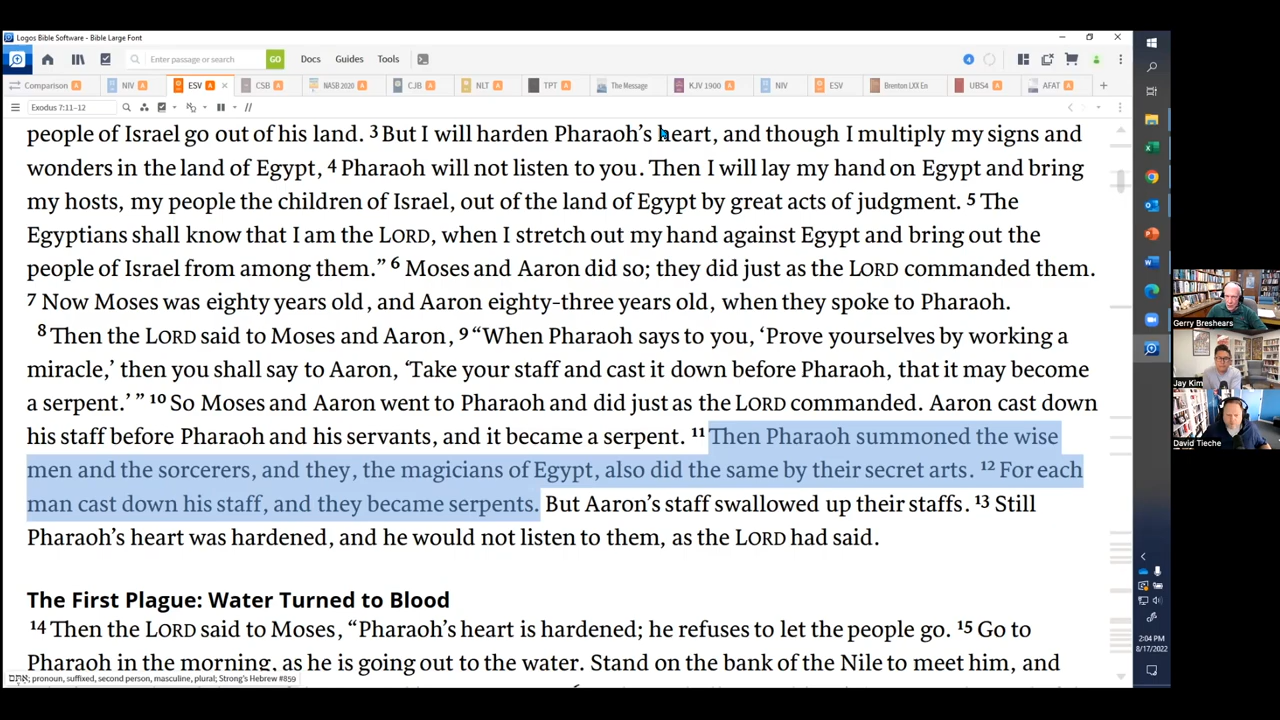 Logos Bible Software - Bible Large Font
Enter passage or search
GO
Docs
Guides
Tools
4
Comparison A
NIV A
ESV A
CSB A
NASB 2020 A
CJB A
NLT A
TPT A
The Message
KJV 1900 A
NIV
ESV
Brenton LXX En
UBS4 A
AFAT A
Exodus 7:11–12
people of Israel go out of his land. 3 But I will harden Pharaoh’s heart, and though I multiply my signs and
wonders in the land of Egypt, 4 Pharaoh will not listen to you. Then I will lay my hand on Egypt and bring
my hosts, my people the children of Israel, out of the land of Egypt by great acts of judgment. 5 The
Egyptians shall know that I am the LORD, when I stretch out my hand against Egypt and bring out the
people of Israel from among them.” 6 Moses and Aaron did so; they did just as the LORD commanded them.
7 Now Moses was eighty years old, and Aaron eighty-three years old, when they spoke to Pharaoh.
8 Then the LORD said to Moses and Aaron, 9 “When Pharaoh says to you, ‘Prove yourselves by working a
miracle,’ then you shall say to Aaron, ‘Take your staff and cast it down before Pharaoh, that it may become
a serpent.’ ” 10 So Moses and Aaron went to Pharaoh and did just as the LORD commanded. Aaron cast down
his staff before Pharaoh and his servants, and it became a serpent. 11 Then Pharaoh summoned the wise
men and the sorcerers, and they, the magicians of Egypt, also did the same by their secret arts. 12 For each
man cast down his staff, and they became serpents. But Aaron’s staff swallowed up their staffs. 13 Still
Pharaoh’s heart was hardened, and he would not listen to them, as the LORD had said.
The First Plague: Water Turned to Blood
14 Then the LORD said to Moses, “Pharaoh’s heart is hardened; he refuses to let the people go. 15 Go to
Pharaoh in the morning, as he is going out to the water. Stand on the bank of the Nile to meet him, and
אַתֶּם; pronoun, suffixed, second person, masculine, plural; Strong's Hebrew #859
Gerry Breshears
Jay Kim
David Tieche
2:04 PM
8/17/2022